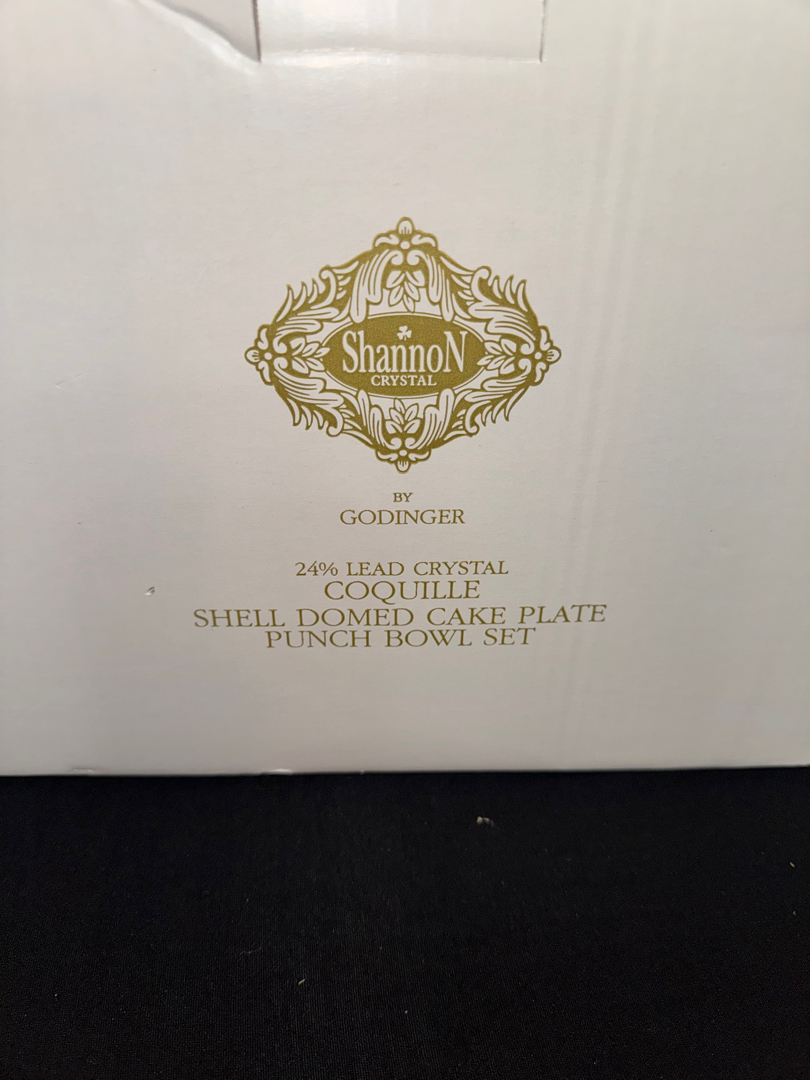 ShannoN
CRYSTAL
BY
GODINGER
24% LEAD CRYSTAL
COQUILLE
SHELL DOMED CAKE PLATE
PUNCH BOWL SET